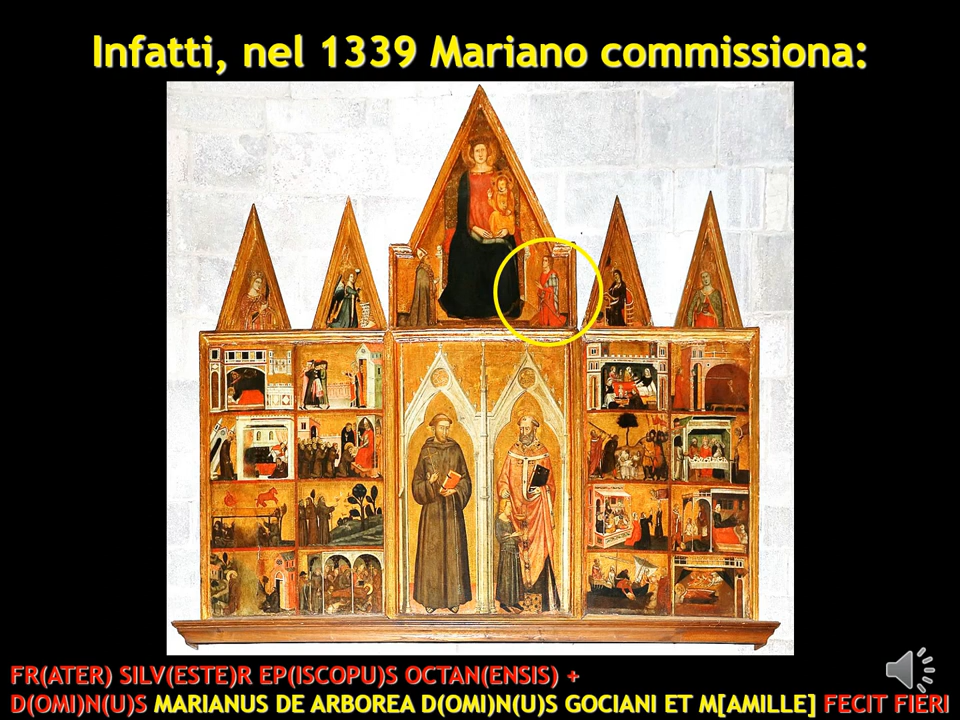 Infatti, nel 1339 Mariano commissiona:
FR(ATER) SILV(ESTE)R EP(ISCOPU)S OCTAN(ENSIS) +
D(OMI)N(U)S MARIANUS DE ARBOREA D(OMI)N(U)S GOCIANI ET M[AMILLE] FECIT FIERI